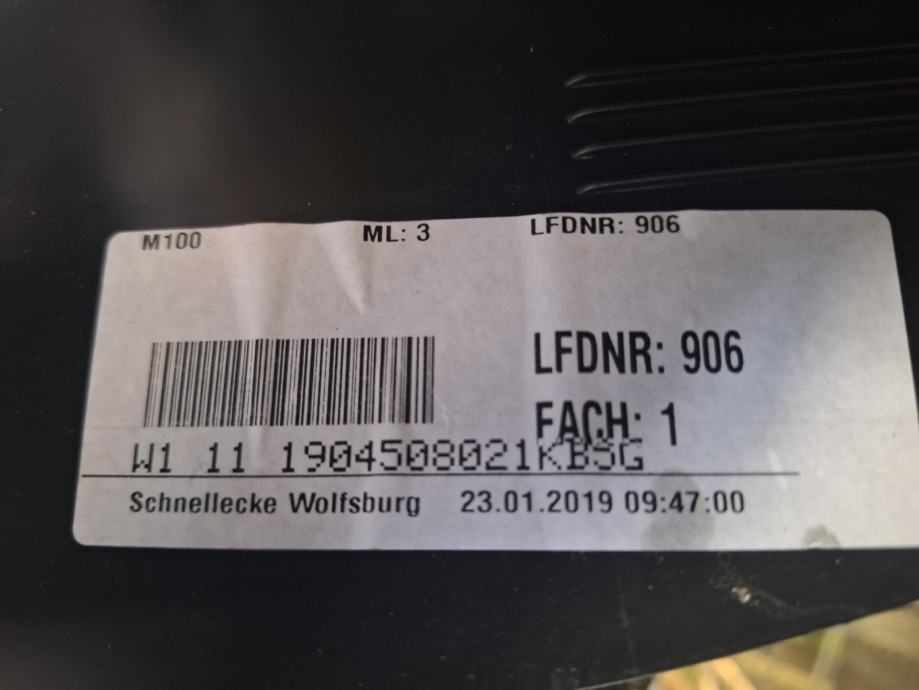 M100 ML: 3 LFDNR: 906
LFDNR: 906
FACH: 1
W1 11 1904508021KBSG
Schnellecke Wolfsburg 23.01.2019 09:47:00